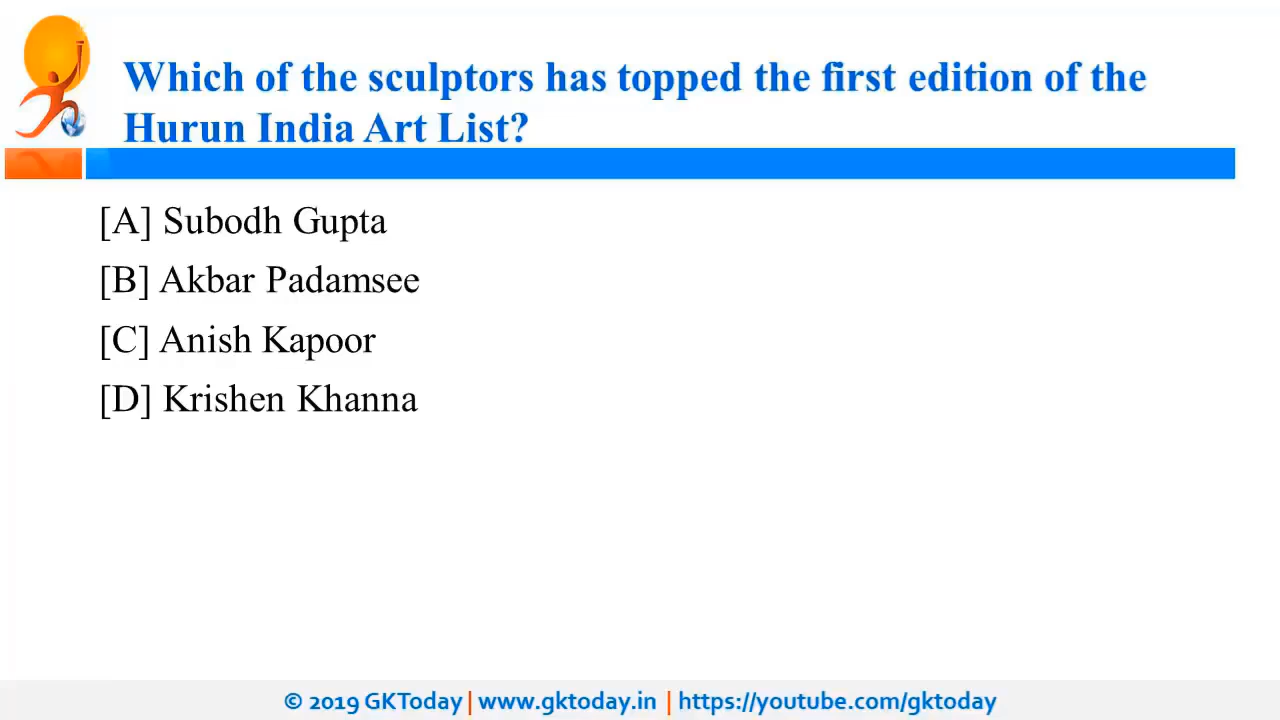 Which of the sculptors has topped the first edition of the
Hurun India Art List?
[A] Subodh Gupta
[B] Akbar Padamsee
[C] Anish Kapoor
[D] Krishen Khanna
© 2019 GKToday | www.gktoday.in | https://youtube.com/gktoday